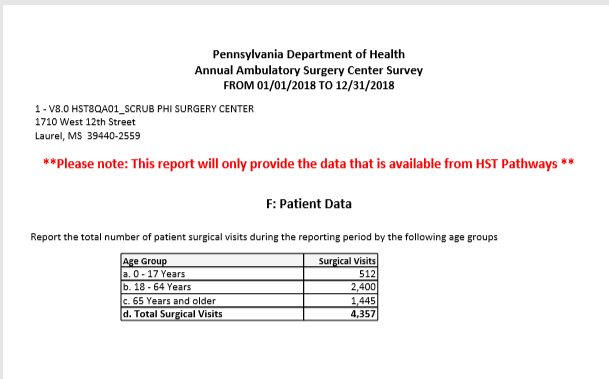 Pennsylvania Department of Health
Annual Ambulatory Surgery Center Survey
FROM 01/01/2018 TO 12/31/2018
1 - V8.0 HST8QA01_SCRUB PHI SURGERY CENTER
1710 West 12th Street
Laurel, MS 39440-2559
**Please note: This report will only provide the data that is available from HST Pathways **
F: Patient Data
Report the total number of patient surgical visits during the reporting period by the following age groups
Age Group Surgical Visits
a. 0 - 17 Years 512
b. 18 - 64 Years 2,400
c. 65 Years and older 1,445
d. Total Surgical Visits 4,357